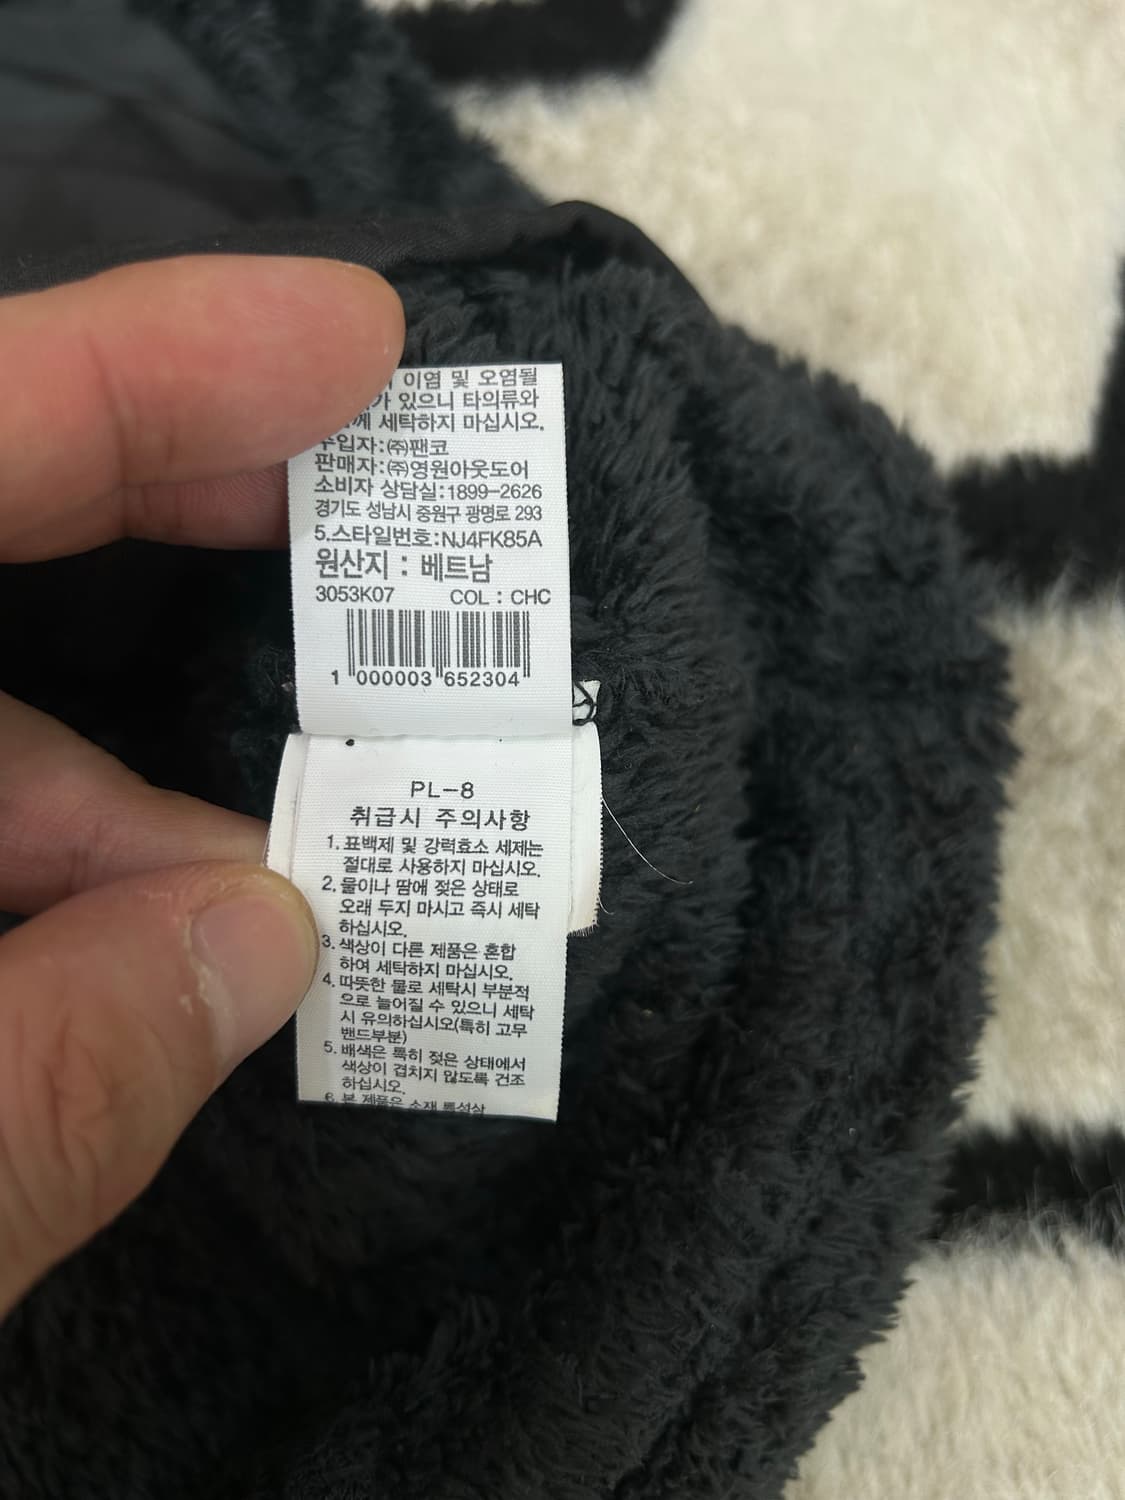 이염 및 오염될
가 있으니 타의류와
께 세탁하지 마십시오.
수입자:㈜팬코
판매자:㈜영원아웃도어
소비자 상담실:1899-2626
경기도 성남시 중원구 광명로 293
5.스타일번호:NJ4FK85A
원산지 : 베트남
3053K07 COL : CHC
1 000003 652304
PL-8
취급시 주의사항
1. 표백제 및 강력효소 세제는
절대로 사용하지 마십시오.
2. 물이나 땀에 젖은 상태로
오래 두지 마시고 즉시 세탁
하십시오.
3. 색상이 다른 제품은 혼합
하여 세탁하지 마십시오.
4. 따뜻한 물로 세탁시 부분적
으로 늘어질 수 있으니 세탁
시 유의하십시오(특히 고무
밴드부분)
5. 배색은 특히 젖은 상태에서
색상이 겹치지 않도록 건조
하십시오.
6. 본 제품은 소재 특성상